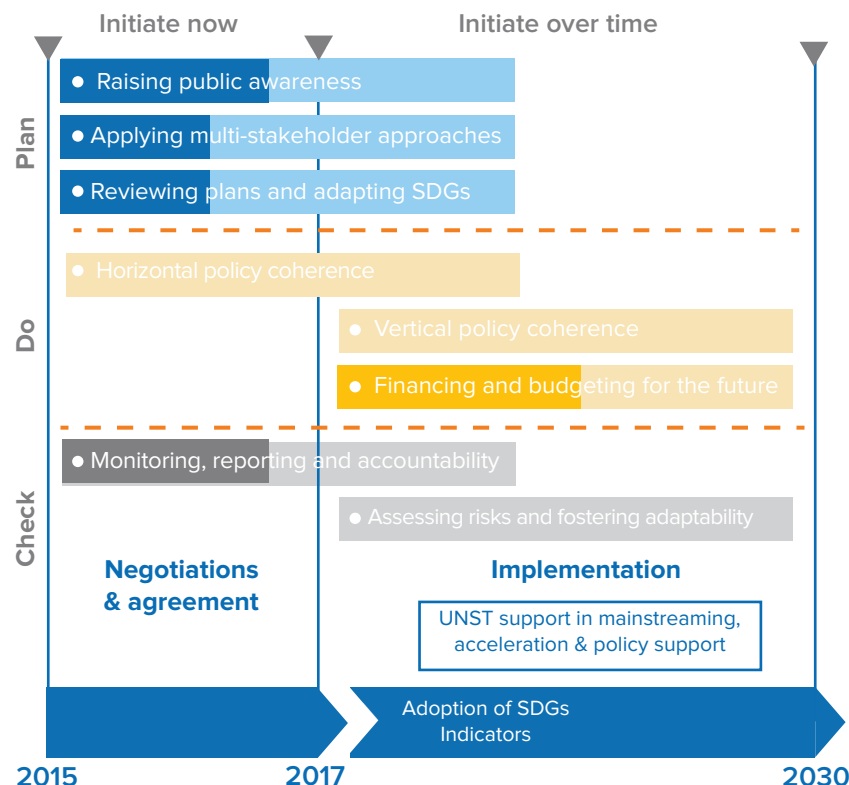 Initiate now
Initiate over time
Plan
Raising public awareness
Applying multi-stakeholder approaches
Reviewing plans and adapting SDGs
Do
Horizontal policy coherence
Vertical policy coherence
Financing and budgeting for the future
Check
Monitoring, reporting and accountability
Assessing risks and fostering adaptability
Negotiations
& agreement
Implementation
UNST support in mainstreaming,
acceleration & policy support
Adoption of SDGs
Indicators
2015
2017
2030